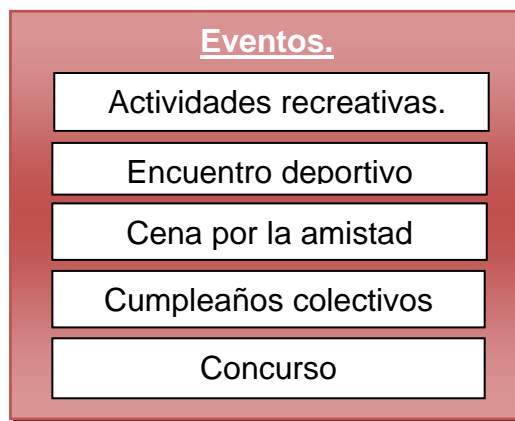 Eventos.
Actividades recreativas.
Encuentro deportivo
Cena por la amistad
Cumpleaños colectivos
Concurso